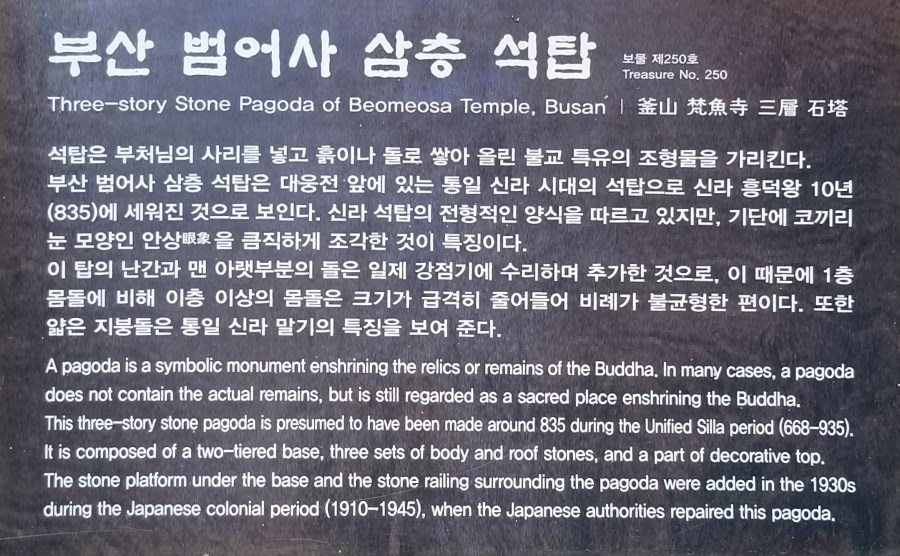 부산 범어사 삼층 석탑
보물 제250호
Treasure No. 250
Three-story Stone Pagoda of Beomeosa Temple, Busan | 釜山 梵魚寺 三層 石塔
석탑은 부처님의 사리를 넣고 흙이나 돌로 쌓아 올린 불교 특유의 조형물을 가리킨다.
부산 범어사 삼층 석탑은 대웅전 앞에 있는 통일 신라 시대의 석탑으로 신라 흥덕왕 10년
(835)에 세워진 것으로 보인다. 신라 석탑의 전형적인 양식을 따르고 있지만, 기단에 코끼리
눈 모양인 안상眼象을 큼직하게 조각한 것이 특징이다.
이 탑의 난간과 맨 아랫부분의 돌은 일제 강점기에 수리하며 추가한 것으로, 이 때문에 1층
몸돌에 비해 이층 이상의 몸돌은 크기가 급격히 줄어들어 비례가 불균형한 편이다. 또한
얇은 지붕돌은 통일 신라 말기의 특징을 보여 준다.
A pagoda is a symbolic monument enshrining the relics or remains of the Buddha. In many cases, a pagoda
does not contain the actual remains, but is still regarded as a sacred place enshrining the Buddha.
This three-story stone pagoda is presumed to have been made around 835 during the Unified Silla period (668-935).
It is composed of a two-tiered base, three sets of body and roof stones, and a part of decorative top.
The stone platform under the base and the stone railing surrounding the pagoda were added in the 1930s
during the Japanese colonial period (1910-1945), when the Japanese authorities repaired this pagoda.